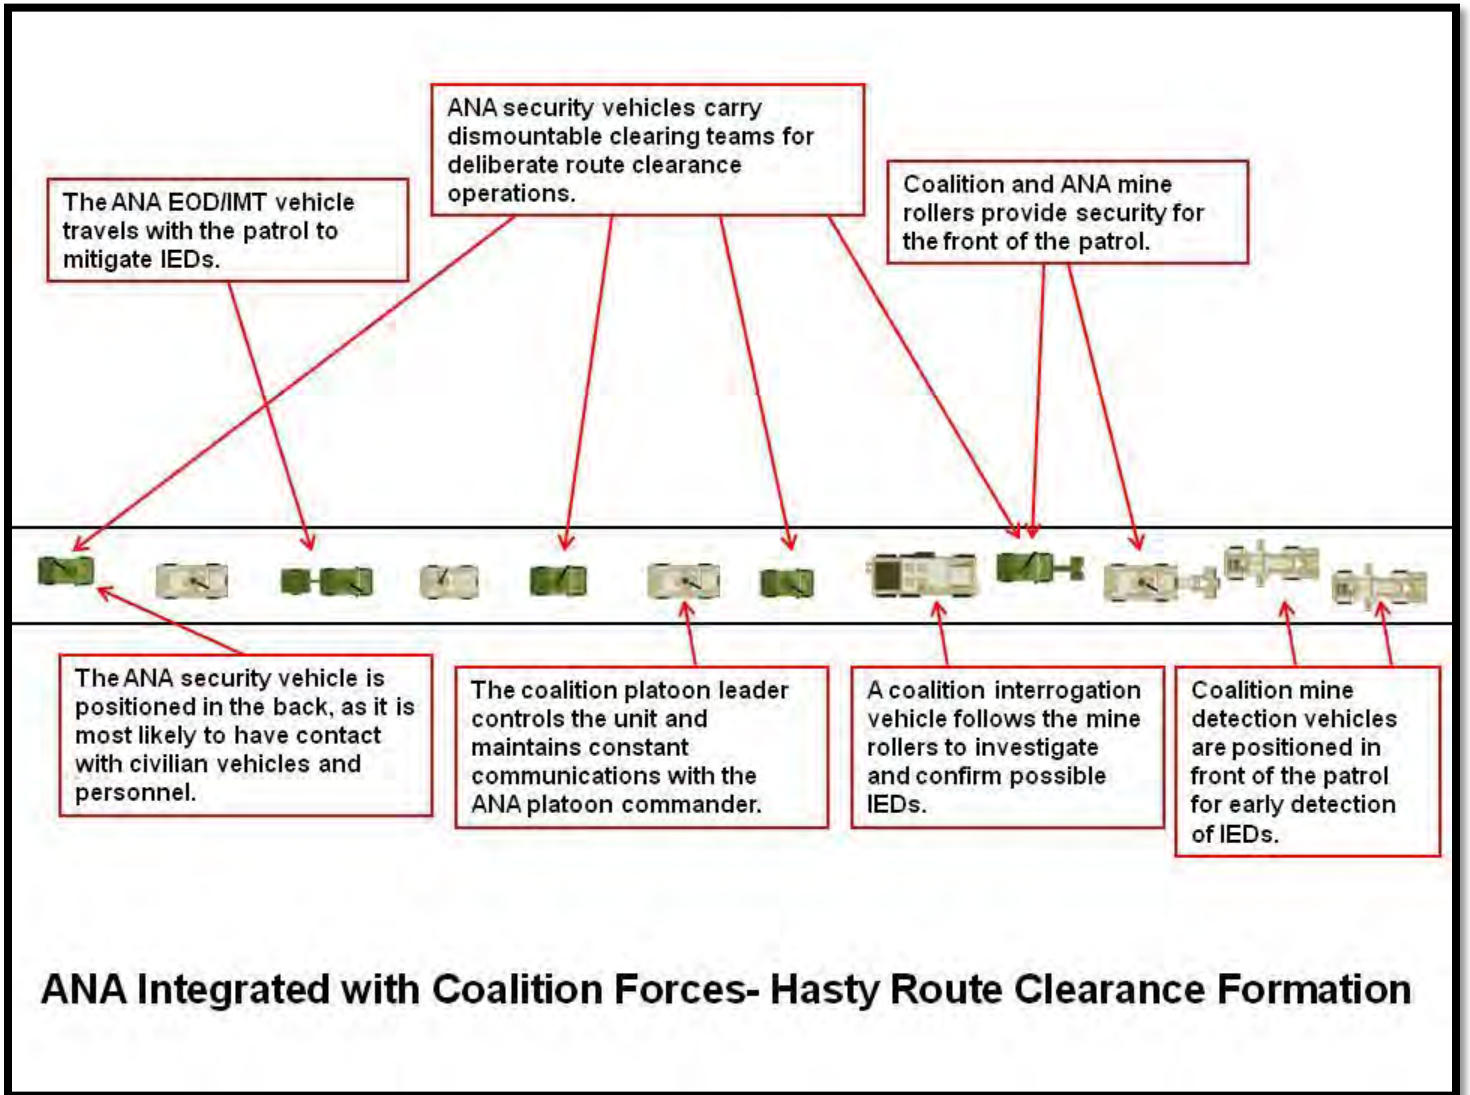 ANA security vehicles carry
dismountable clearing teams for
deliberate route clearance
operations.
The ANA EOD/IMT vehicle
travels with the patrol to
mitigate IEDs.
Coalition and ANA mine
rollers provide security for
the front of the patrol.
The ANA security vehicle is
positioned in the back, as it is
most likely to have contact
with civilian vehicles and
personnel.
The coalition platoon leader
controls the unit and
maintains constant
communications with the
ANA platoon commander.
A coalition interrogation
vehicle follows the mine
rollers to investigate
and confirm possible
IEDs.
Coalition mine
detection vehicles
are positioned in
front of the patrol
for early detection
of IEDs.
ANA Integrated with Coalition Forces- Hasty Route Clearance Formation